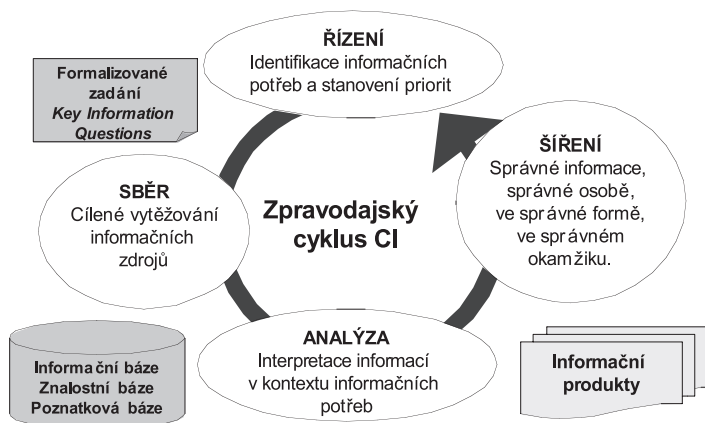 ŘÍZENÍ
Identifikace informačních
potřeb a stanovení priorit
Formalizované
zadání
Key Information
Questions
ŠÍŘENÍ
Správné informace,
správné osobě,
ve správné formě,
ve správném
okamžiku.
SBĚR
Cílené vytěžování
informačních
zdrojů
Zpravodajský
cyklus CI
ANALÝZA
Interpretace informací
v kontextu informačních
potřeb
Informační báze
Znalostní báze
Poznatková báze
Informační
produkty